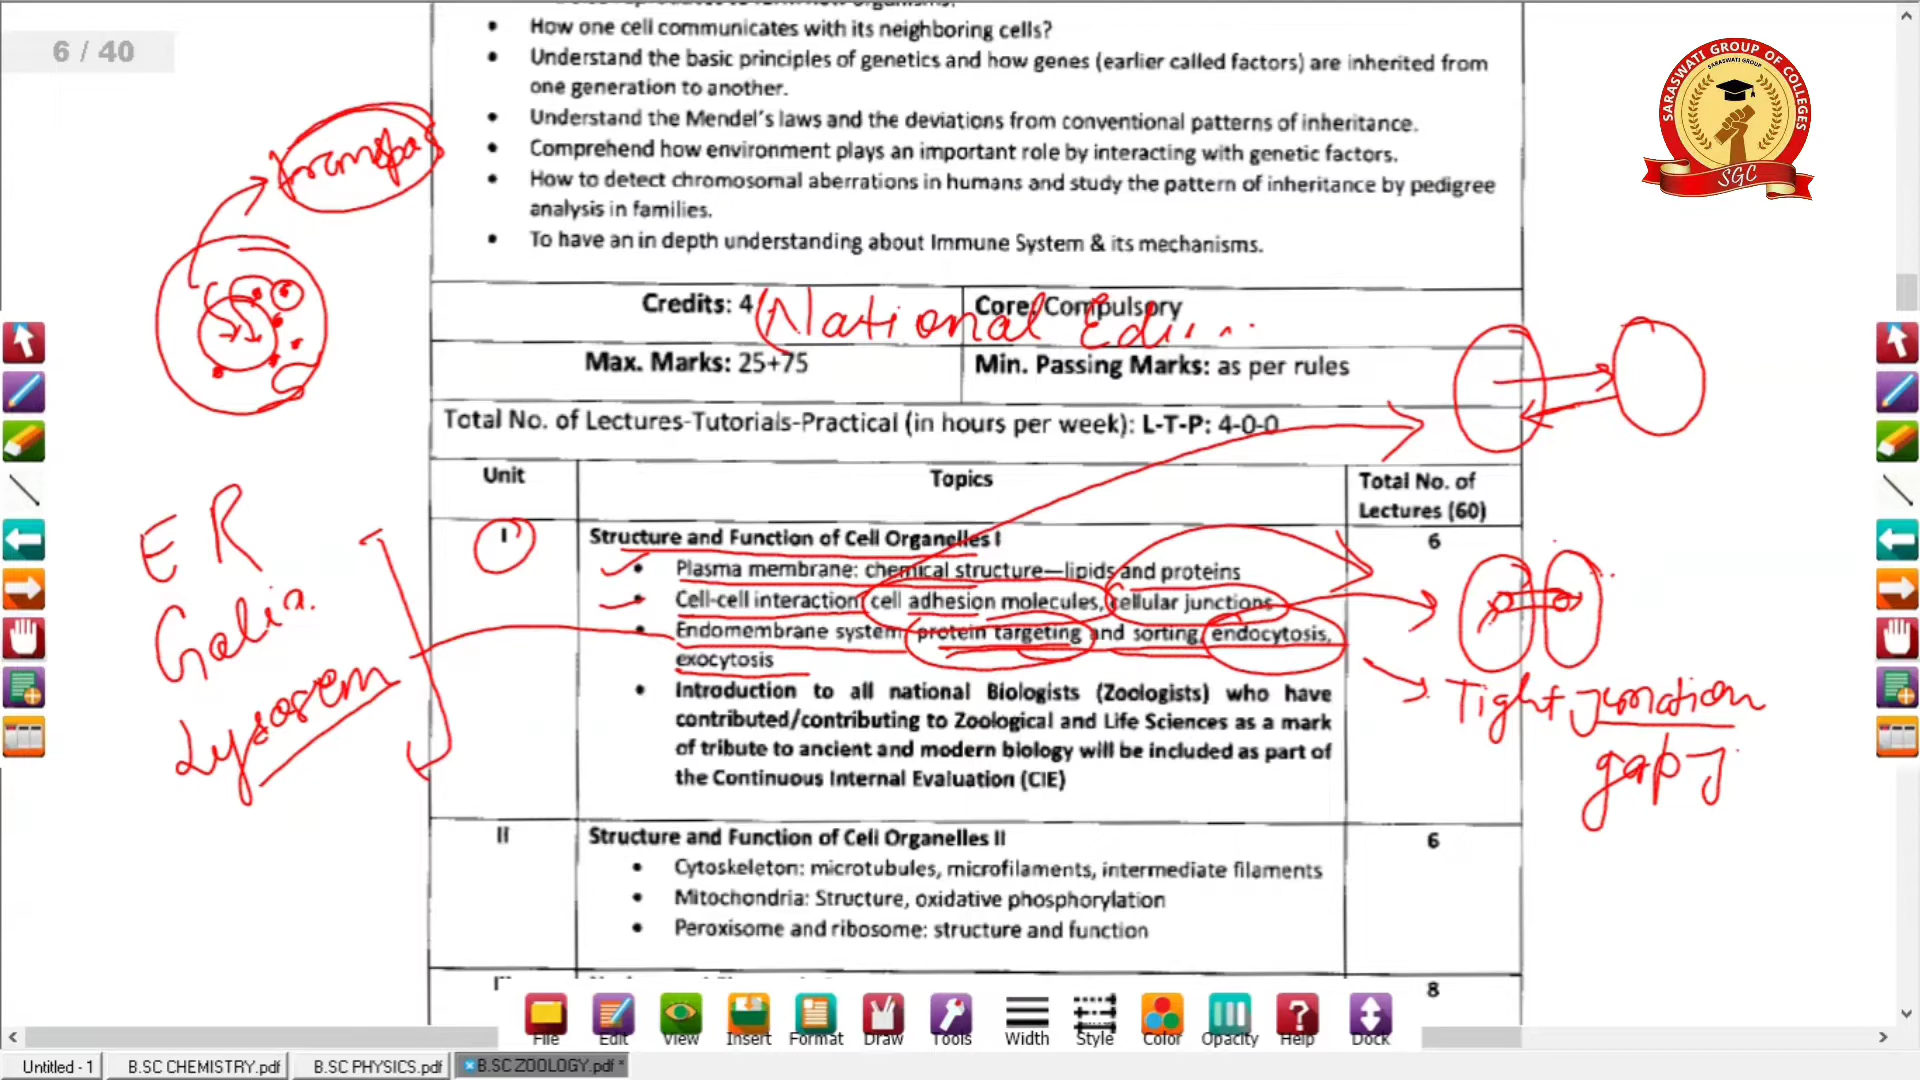 6 / 40
How one cell communicates with its neighboring cells?
Understand the basic principles of genetics and how genes (earlier called factors) are inherited from
one generation to another.
Understand the Mendel's laws and the deviations from conventional patterns of inheritance.
Comprehend how environment plays an important role by interacting with genetic factors.
How to detect chromosomal aberrations in humans and study the pattern of inheritance by pedigree
analysis in families.
To have an in depth understanding about Immune System & its mechanisms.
SARASWATI GROUP OF COLLEGES
SARASWATI GROUP
SGC
Credits: 4
Core Compulsory
National
Max. Marks: 25+75
Min. Passing Marks: as per rules
Total No. of Lectures-Tutorials-Practical (in hours per week): L-T-P: 4-0-0
Unit
Topics
Total No. of
Lectures (60)
I
Structure and Function of Cell Organelles I
6
Plasma membrane: chemical structure—lipids and proteins
Cell-cell interaction cell adhesion molecules, cellular junctions
Endomembrane system protein targeting and sorting, endocytosis,
exocytosis
Introduction to all national Biologists (Zoologists) who have
contributed/contributing to Zoological and Life Sciences as a mark
of tribute to ancient and modern biology will be included as part of
the Continuous Internal Evaluation (CIE)
ER
Lysosem
Tight
gap J
II
Structure and Function of Cell Organelles II
6
Cytoskeleton: microtubules, microfilaments, intermediate filaments
Mitochondria: Structure, oxidative phosphorylation
Peroxisome and ribosome: structure and function
8
File Edit View Insert Format Draw Tools Width Style Color Opacity Help Dock
Untitled - 1 B.SC CHEMISTRY.pdf B.SC PHYSICS.pdf B.SC ZOOLOGY.pdf *